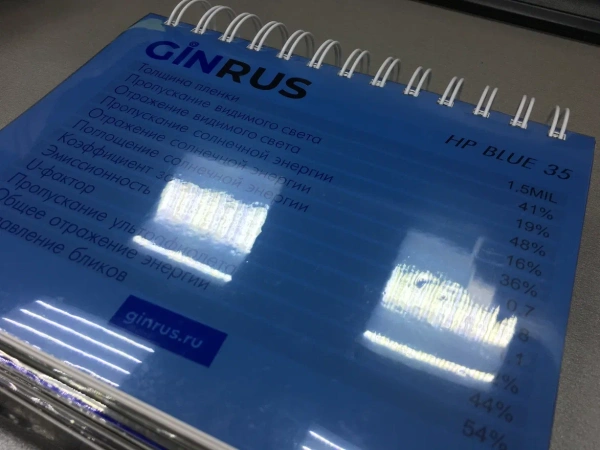 GINRUS
HP BLUE 35
Толщина пленки 1.5MIL
Пропускание видимого света 41%
Отражение видимого света 19%
Пропускание солнечной энергии 48%
Отражение солнечной энергии 16%
Поглощение солнечной энергии 36%
Коэффициент 0.7
Эмиссионность
U-фактор
Пропускание
Общее отражение энергии 44%
бликов 54%
ginrus.ru